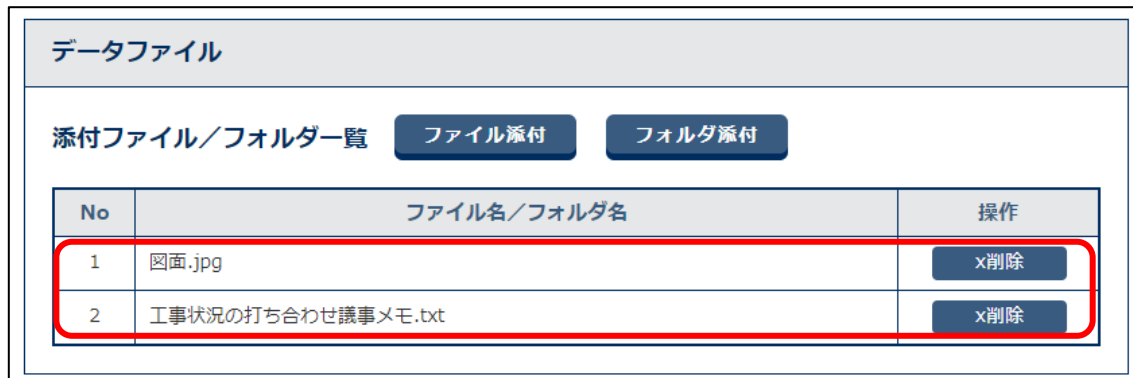 データファイル
添付ファイル／フォルダ一覧 ファイル添付 フォルダ添付
No ファイル名／フォルダ名 操作
1 図面.jpg x削除
2 工事状況の打ち合わせ議事メモ.txt x削除